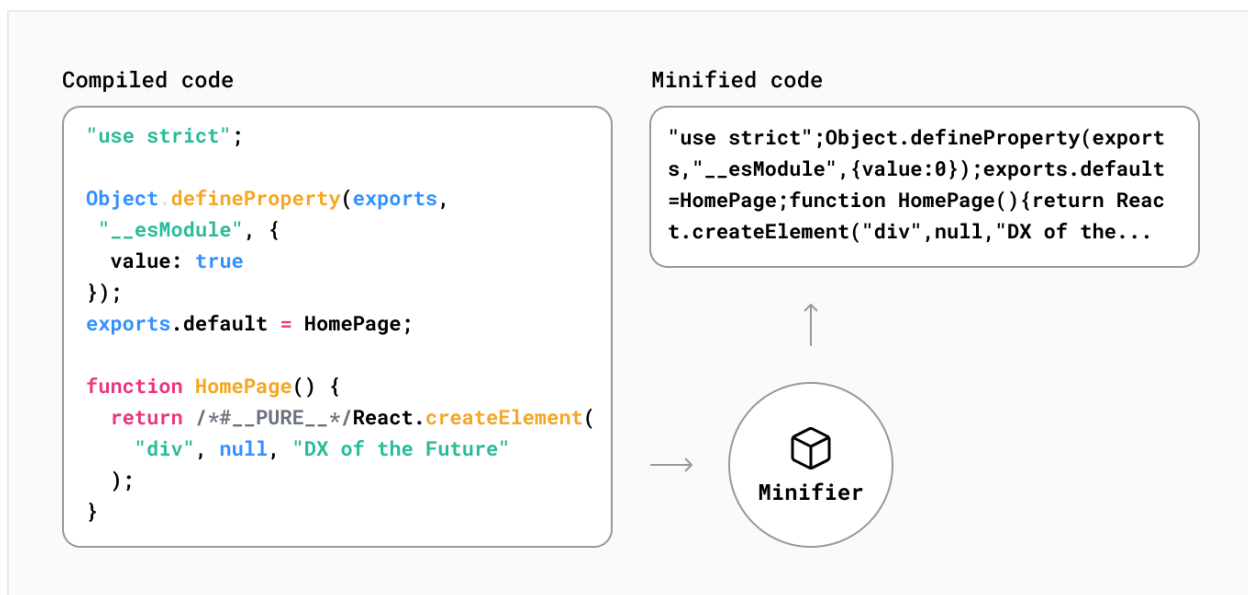 Compiled code
"use strict";
Object.defineProperty(exports,
"__esModule", {
value: true
});
exports.default = HomePage;
function HomePage() {
return /*#__PURE__*/React.createElement(
"div", null, "DX of the Future"
);
}
Minified code
"use strict";Object.defineProperty(export
s,"__esModule",{value:0});exports.default
=HomePage;function HomePage(){return Reac
t.createElement("div",null,"DX of the...
Minifier